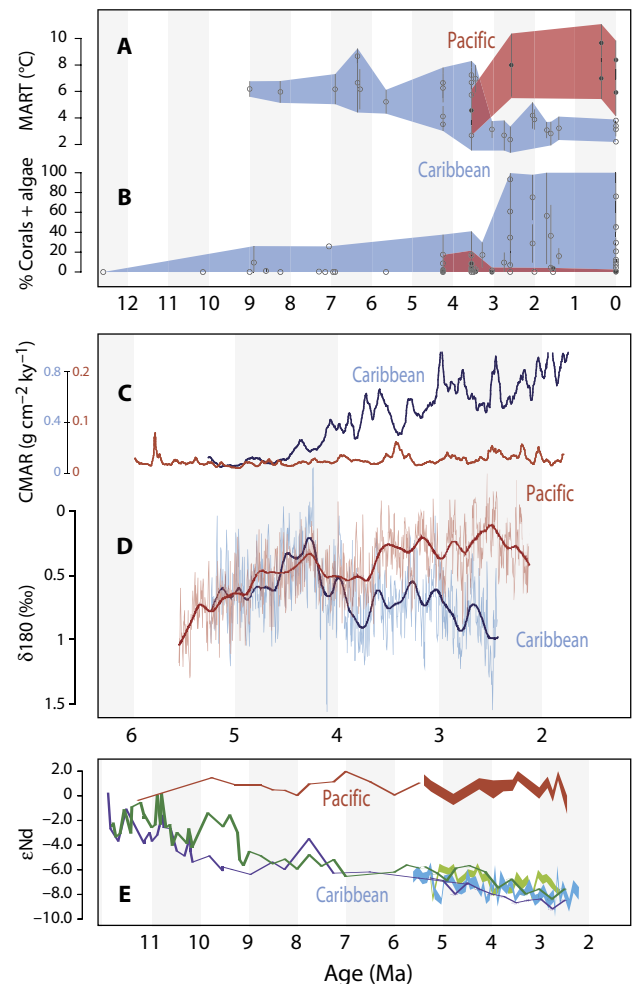 A
Pacific
MART (°C)
10
8
6
4
2
B
Caribbean
% Corals + algae
100
80
60
40
20
0
12 11 10 9 8 7 6 5 4 3 2 1 0
C
Caribbean
CMAR (g cm⁻² ky⁻¹)
0.8 0.2
0.4 0.1
0 0
Pacific
D
δ180 (‰)
0
0.5
1
1.5
Caribbean
6 5 4 3 2
εNd
2.0
0
−2.0
−4.0
−6.0
−8.0
−10.0
Pacific
E
Caribbean
11 10 9 8 7 6 5 4 3 2
Age (Ma)